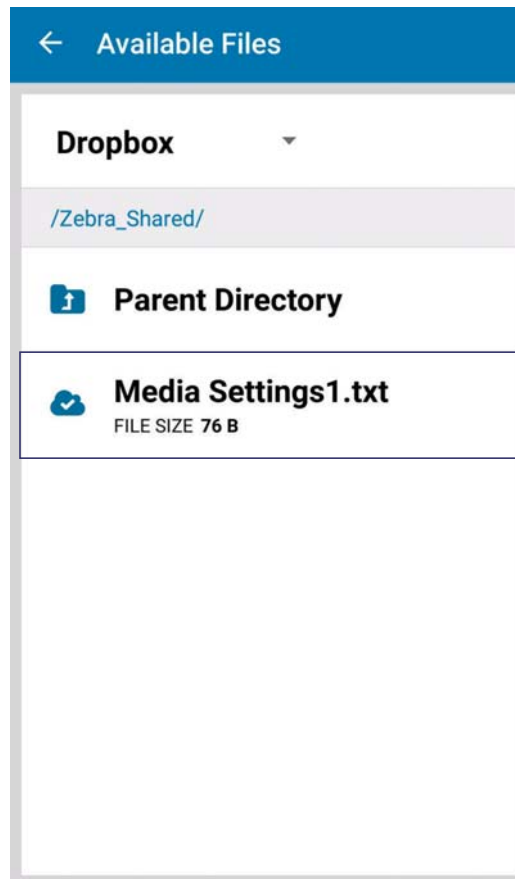 Available Files
Dropbox
/Zebra_Shared/
Parent Directory
Media Settings1.txt
FILE SIZE 76 B